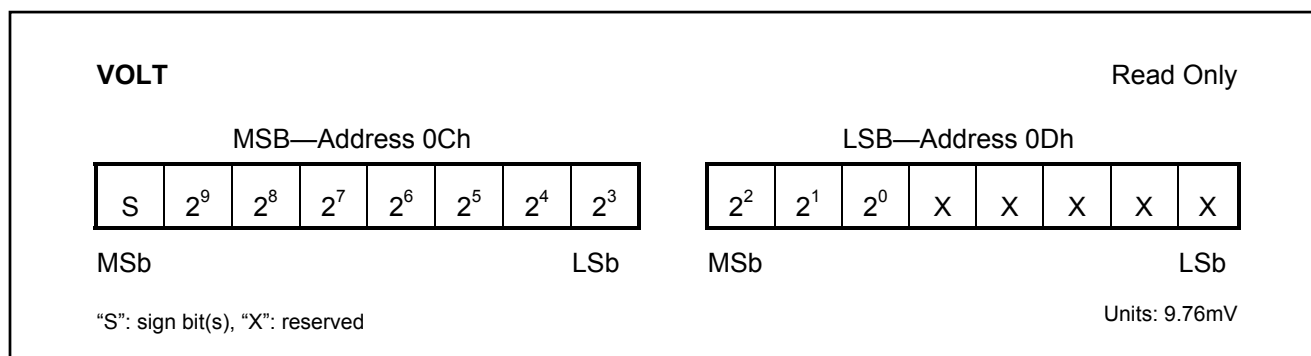 VOLT Read Only
MSB—Address 0Ch LSB—Address 0Dh
S 2⁹ 2⁸ 2⁷ 2⁶ 2⁵ 2⁴ 2³ 2² 2¹ 2⁰ X X X X X
MSb LSb MSb LSb
“S”: sign bit(s), “X”: reserved Units: 9.76mV